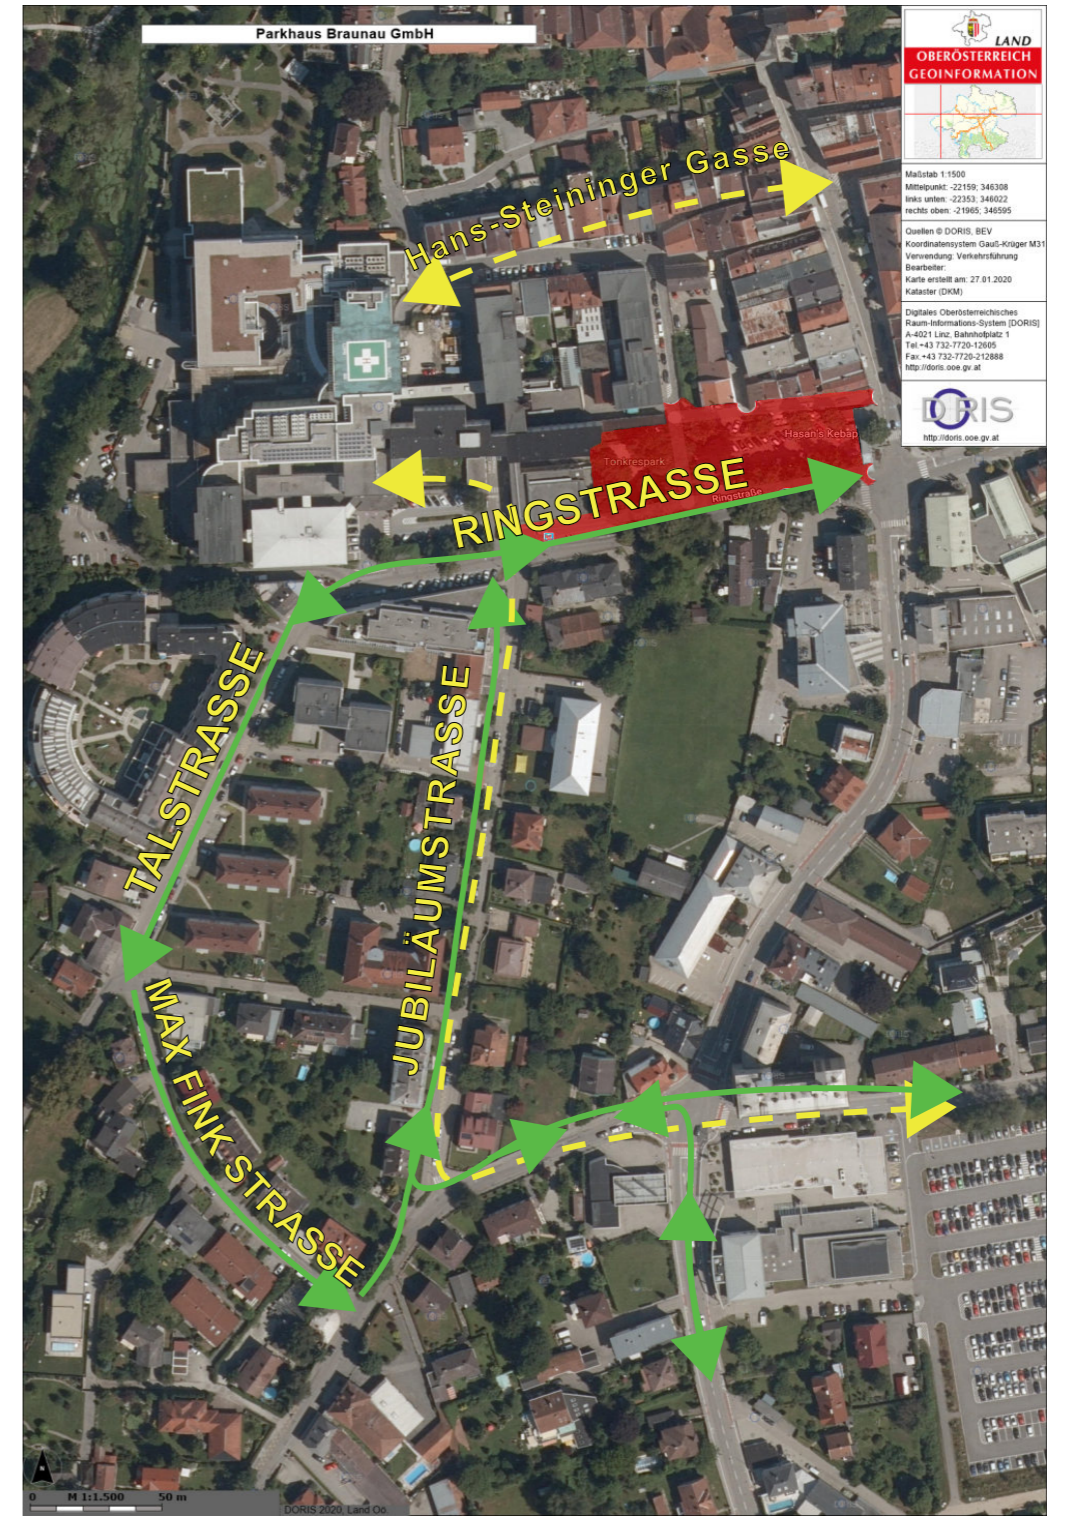 Parkhaus Braunau GmbH
LAND
OBERÖSTERREICH
GEOINFORMATION
Maßstab 1:1500
Mittelpunkt: -22159; 346308
links unten: -22353; 346022
rechts oben: -21965; 346595
Quellen © DORIS, BEV
Koordinatensystem Gauß-Krüger M31
Verwendung: Verkehrsführung
Bearbeiter:
Karte erstellt am: 27.01.2020
Kataster (DKM)
Digitales Oberösterreichisches
Raum-Informations-System [DORIS]
A-4021 Linz, Bahnhofplatz 1
Tel.+43 732-7720-12605
Fax.+43 732-7720-212888
http://doris.ooe.gv.at
DORIS
http://doris.ooe.gv.at
Hans-Steininger Gasse
H
Hasan's Kebap
Tonkrespark
RINGSTRASSE
Ringstraße
TALSTRASSE
JUBILÄUMSTRASSE
MAX FINK STRASSE
0 M 1:1.500 50 m
DORIS 2020, Land Oö.